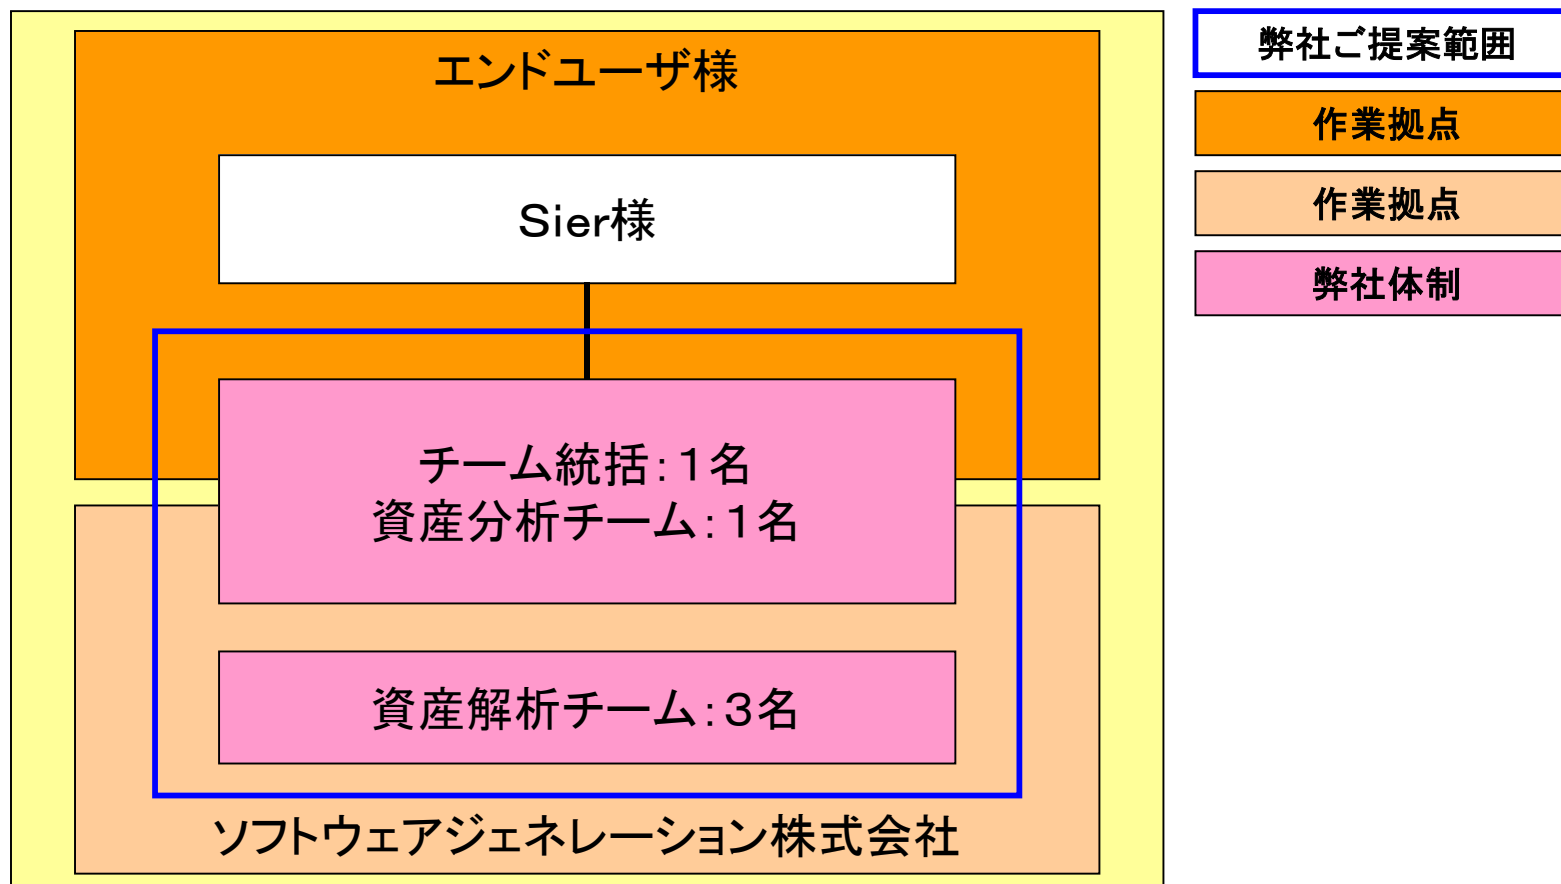 エンドユーザ様
Sier様
チーム統括：１名
資産分析チーム：１名
資産解析チーム：３名
ソフトウェアジェネレーション株式会社
弊社ご提案範囲
作業拠点
作業拠点
弊社体制